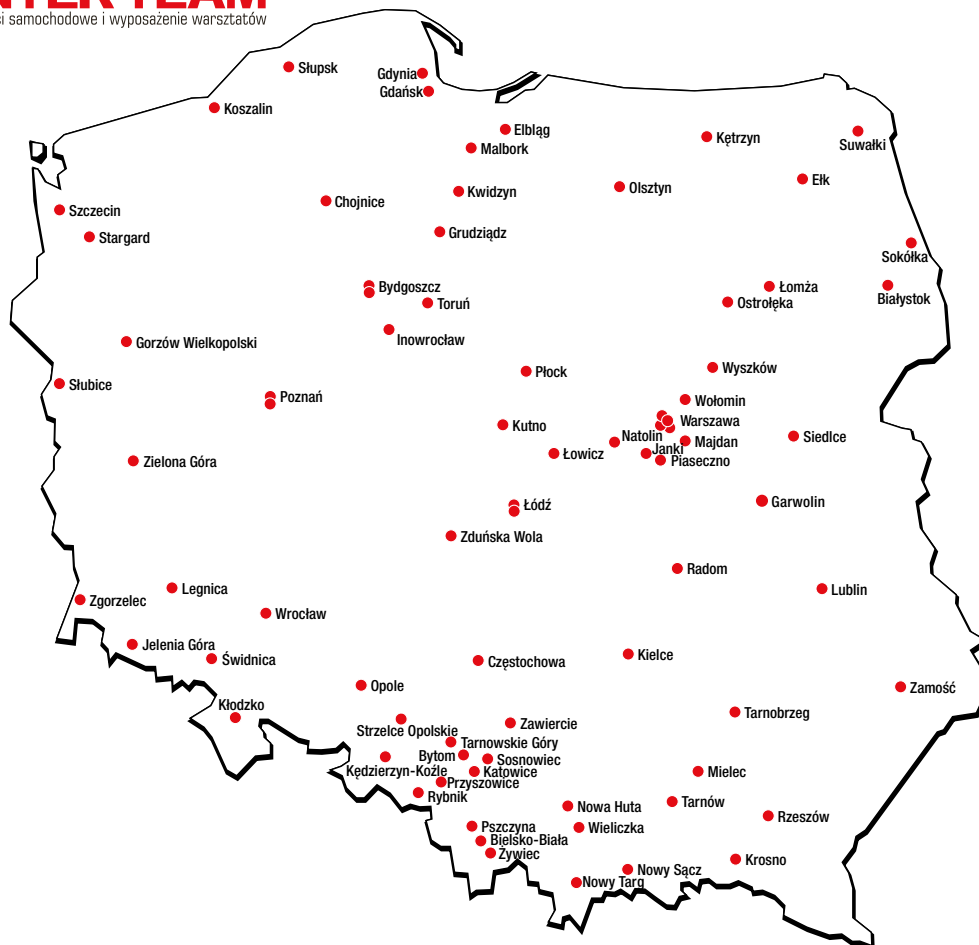 INTER TEAM
ci samochodowe i wyposażenie warsztatów
Słupsk
Gdynia
Gdańsk
Koszalin
Elbląg
Malbork
Kętrzyn
Suwałki
Ełk
Olsztyn
Kwidzyn
Chojnice
Szczecin
Stargard
Grudziądz
Sokółka
Białystok
Łomża
Ostrołęka
Bydgoszcz
Toruń
Inowrocław
Gorzów Wielkopolski
Słubice
Poznań
Płock
Wyszków
Wołomin
Warszawa
Kutno
Natolin
Majdan
Siedlce
Janki
Łowicz
Piaseczno
Zielona Góra
Łódź
Garwolin
Zduńska Wola
Radom
Lublin
Legnica
Zgorzelec
Wrocław
Jelenia Góra
Świdnica
Częstochowa
Kielce
Opole
Zamość
Kłodzko
Tarnobrzeg
Strzelce Opolskie
Zawiercie
Tarnowskie Góry
Bytom
Sosnowiec
Kędzierzyn-Koźle
Katowice
Przyszowice
Mielec
Rybnik
Nowa Huta
Tarnów
Rzeszów
Pszczyna
Wieliczka
Bielsko-Biała
Żywiec
Krosno
Nowy Sącz
Nowy Targ